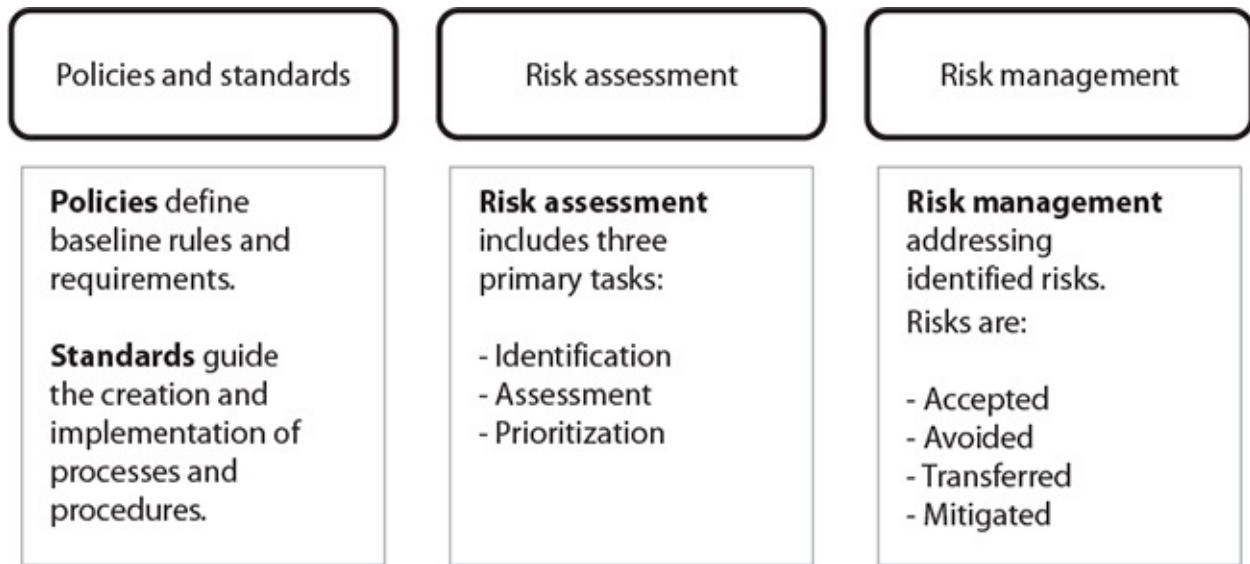 Policies and standards
Risk assessment
Risk management
Policies define
baseline rules and
requirements.
Standards guide
the creation and
implementation of
processes and
procedures.
Risk assessment
includes three
primary tasks:
- Identification
- Assessment
- Prioritization
Risk management
addressing
identified risks.
Risks are:
- Accepted
- Avoided
- Transferred
- Mitigated